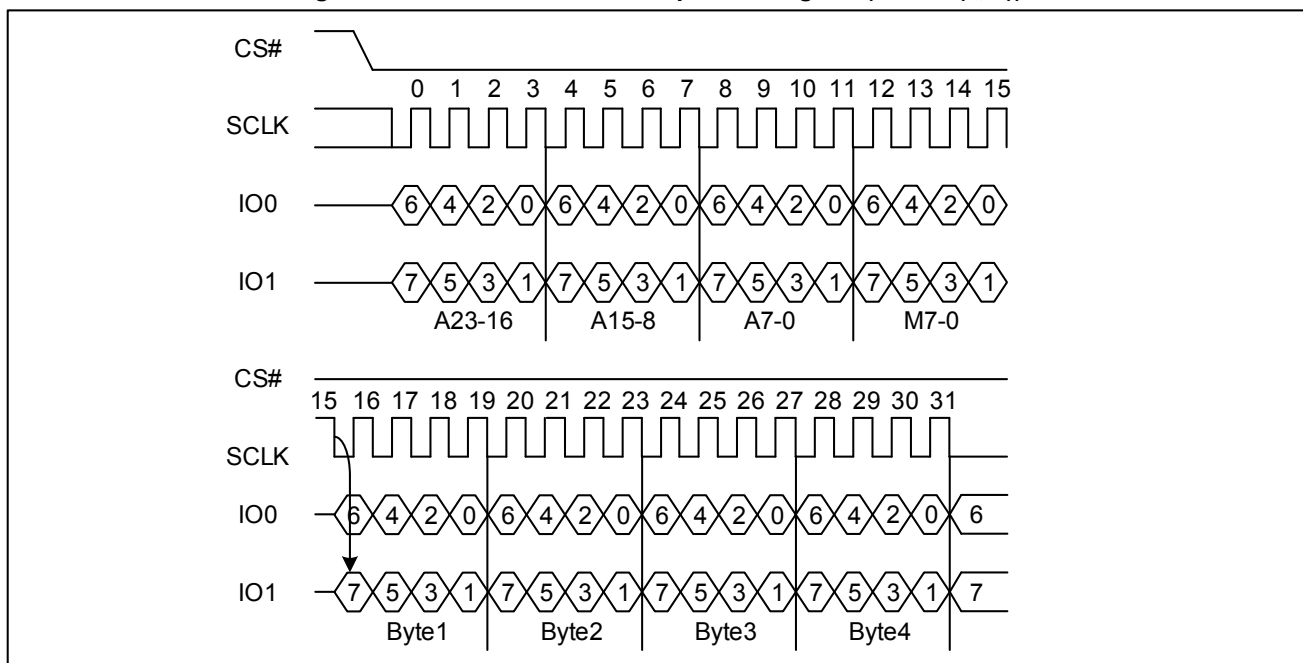 CS#
0 1 2 3 4 5 6 7 8 9 10 11 12 13 14 15
SCLK
IO0 6 4 2 0 6 4 2 0 6 4 2 0 6 4 2 0
IO1 7 5 3 1 7 5 3 1 7 5 3 1 7 5 3 1
A23-16 A15-8 A7-0 M7-0
CS#
15 16 17 18 19 20 21 22 23 24 25 26 27 28 29 30 31
SCLK
IO0 6 4 2 0 6 4 2 0 6 4 2 0 6 4 2 0 6
IO1 7 5 3 1 7 5 3 1 7 5 3 1 7 5 3 1 7
Byte1 Byte2 Byte3 Byte4